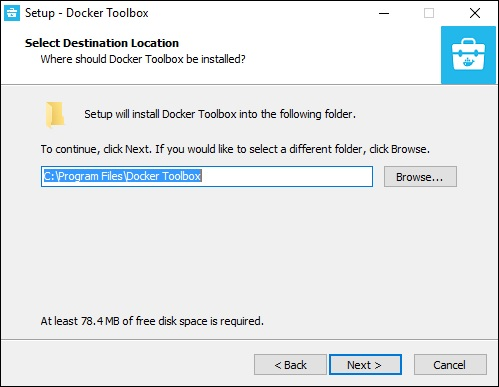 Setup - Docker Toolbox
Select Destination Location
Where should Docker Toolbox be installed?
Setup will install Docker Toolbox into the following folder.
To continue, click Next. If you would like to select a different folder, click Browse.
C:\Program Files\Docker Toolbox
Browse...
At least 78.4 MB of free disk space is required.
< Back
Next >
Cancel